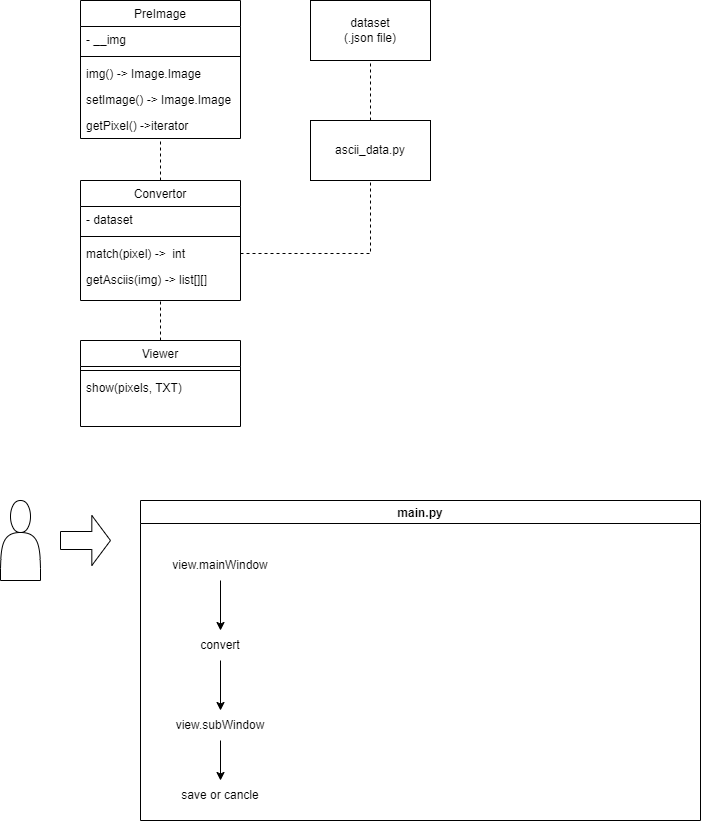 PreImage
- __img
img() -> Image.Image
setImage() -> Image.Image
getPixel() ->iterator
dataset
(.json file)
ascii_data.py
Convertor
- dataset
match(pixel) -> int
getAsciis(img) -> list[][]
Viewer
show(pixels, TXT)
main.py
view.mainWindow
convert
view.subWindow
save or cancle